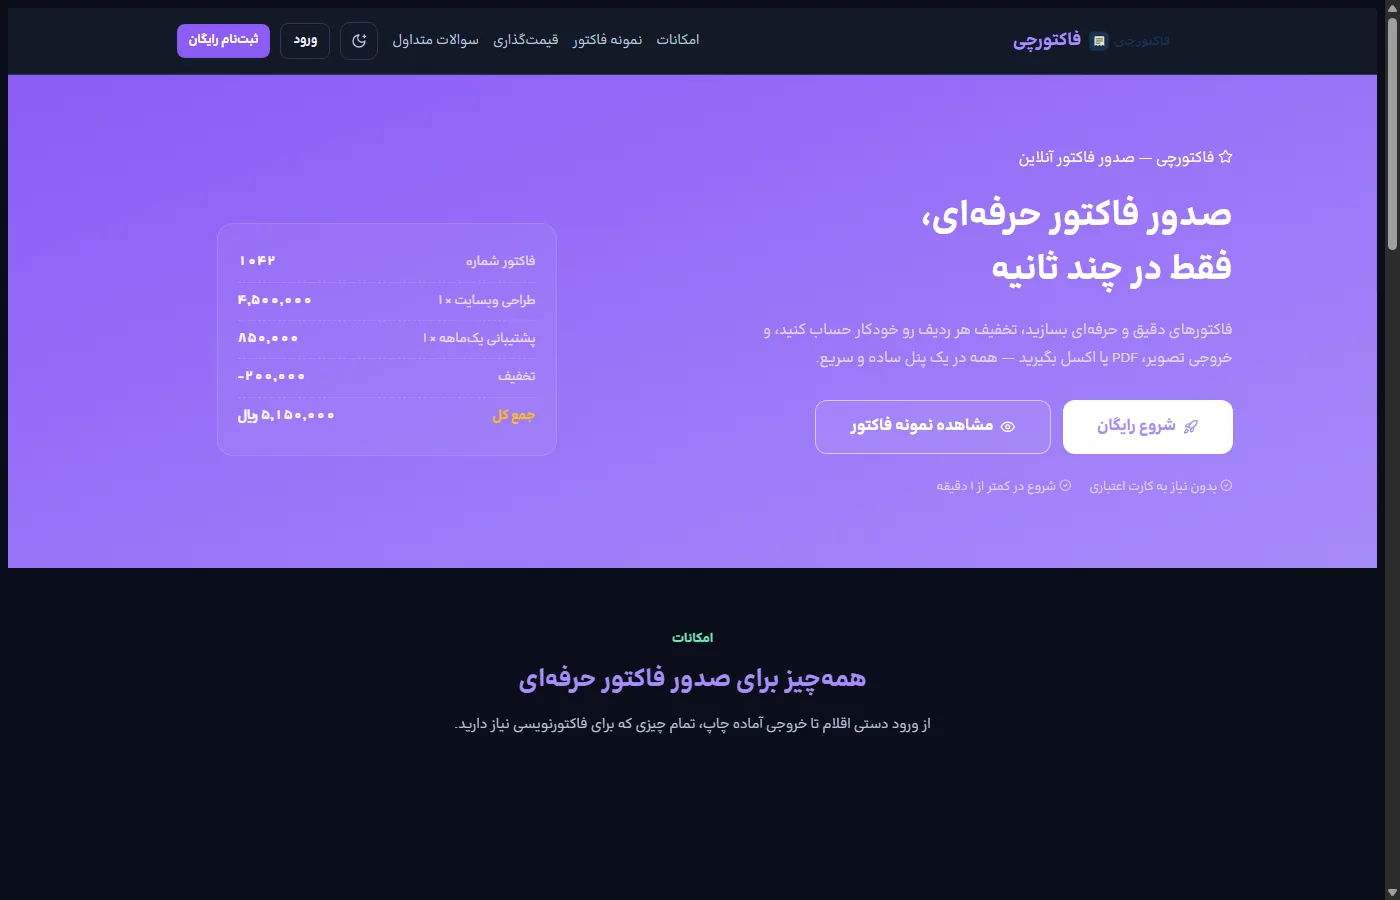 فاکتورچی فاکتورچی
امکانات نمونه فاکتور قیمت‌گذاری سوالات متداول ورود ثبت‌نام رایگان
فاکتورچی — صدور فاکتور آنلاین
صدور فاکتور حرفه‌ای،
فقط در چند ثانیه
فاکتورهای دقیق و حرفه‌ای بسازید، تخفیف هر ردیف رو خودکار حساب کنید، و
خروجی تصویر، PDF یا اکسل بگیرید — همه در یک پنل ساده و سریع.
شروع رایگان
مشاهده نمونه فاکتور
بدون نیاز به کارت اعتباری
شروع در کمتر از ۱ دقیقه
فاکتور شماره ۱۰۴۲
طراحی وبسایت × ۱ ۴,۵۰۰,۰۰۰
پشتیبانی یک‌ماهه × ۱ ۸۵۰,۰۰۰
تخفیف -۲۰۰,۰۰۰
جمع کل ۵,۱۵۰,۰۰۰ ریال
امکانات
همه‌چیز برای صدور فاکتور حرفه‌ای
از ورود دستی اقلام تا خروجی آماده چاپ، تمام چیزی که برای فاکتورنویسی نیاز دارید.